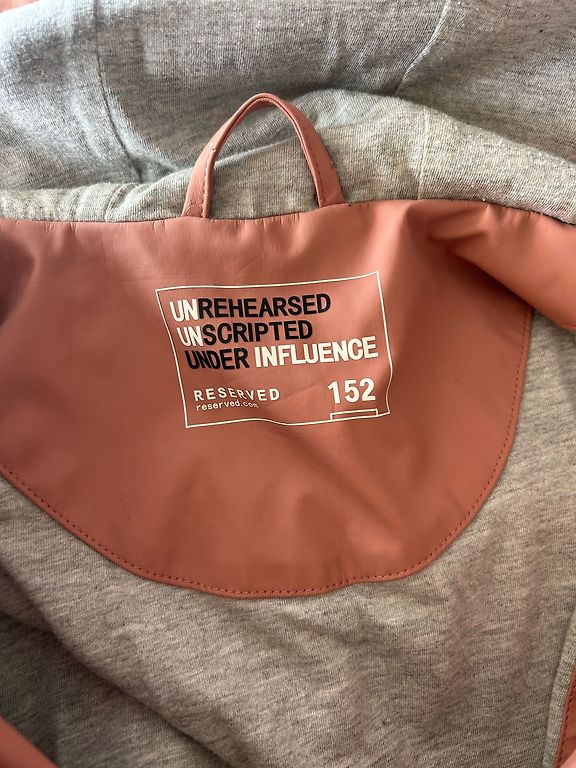 UNREHEARSED
UNSCRIPTED
UNDER INFLUENCE
RESERVED 152
reserved.com